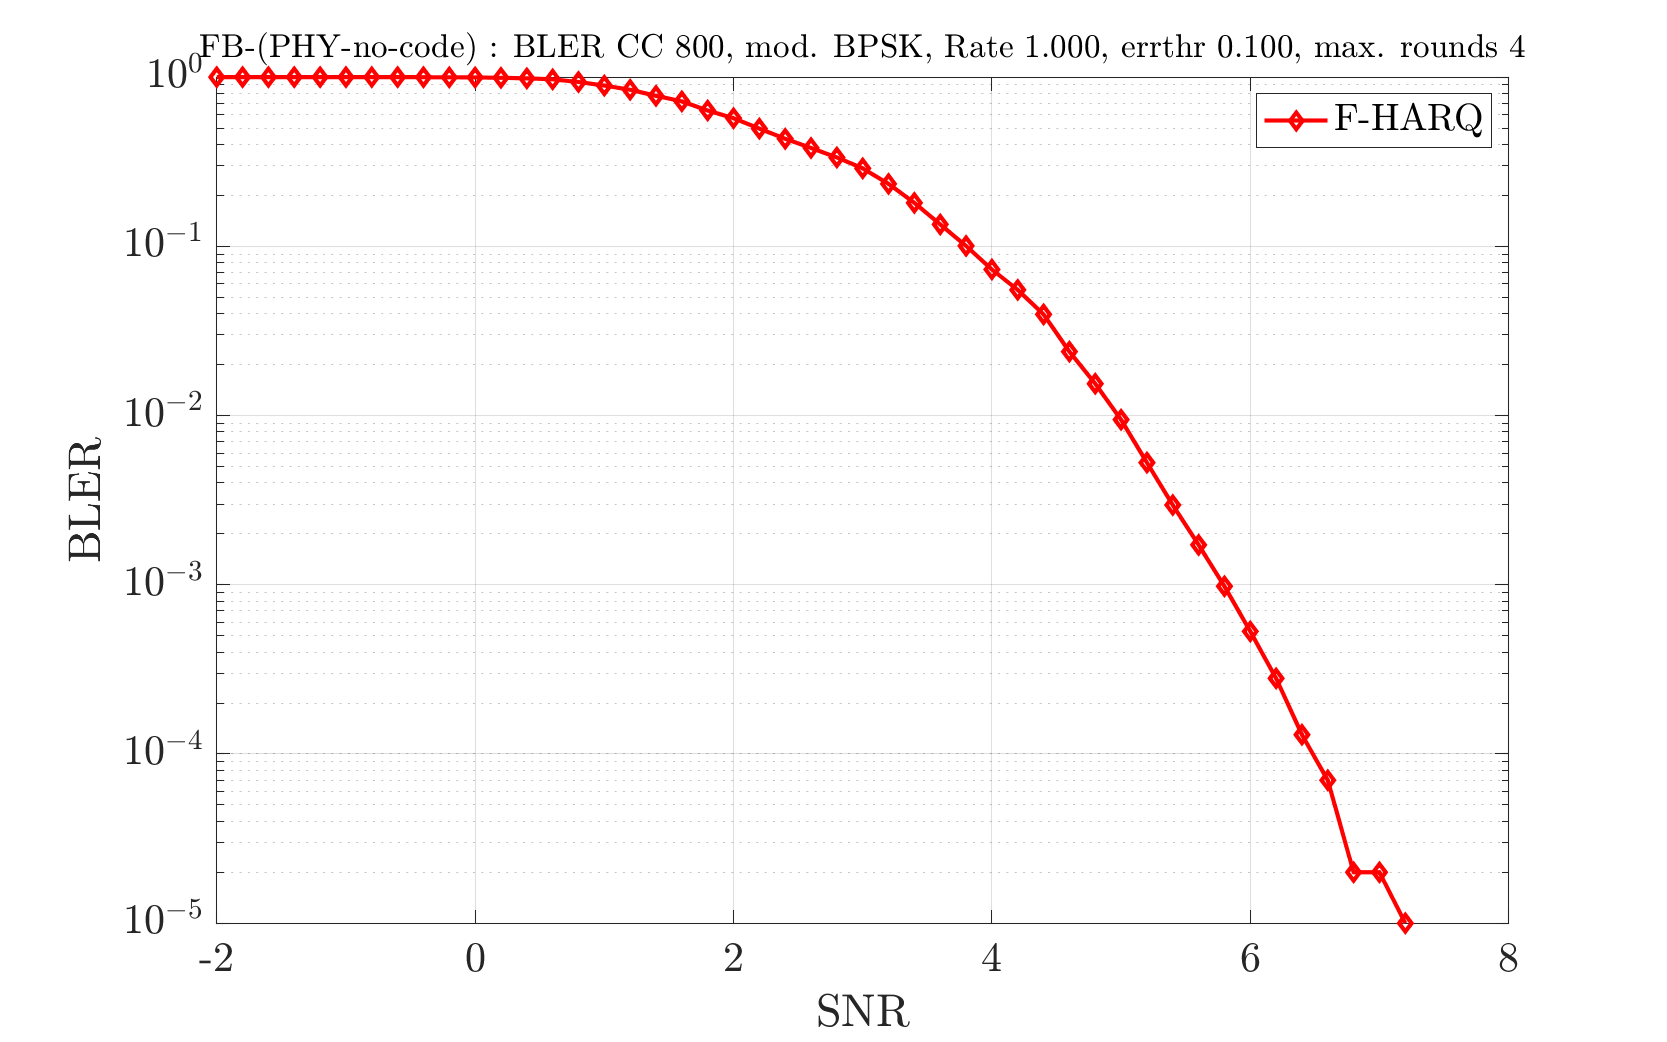 FB-(PHY-no-code) : BLER CC 800, mod. BPSK, Rate 1.000, errthr 0.100, max. rounds 4
F-HARQ
10^0
10^-1
10^-2
10^-3
10^-4
10^-5
BLER
-2 0 2 4 6 8
SNR